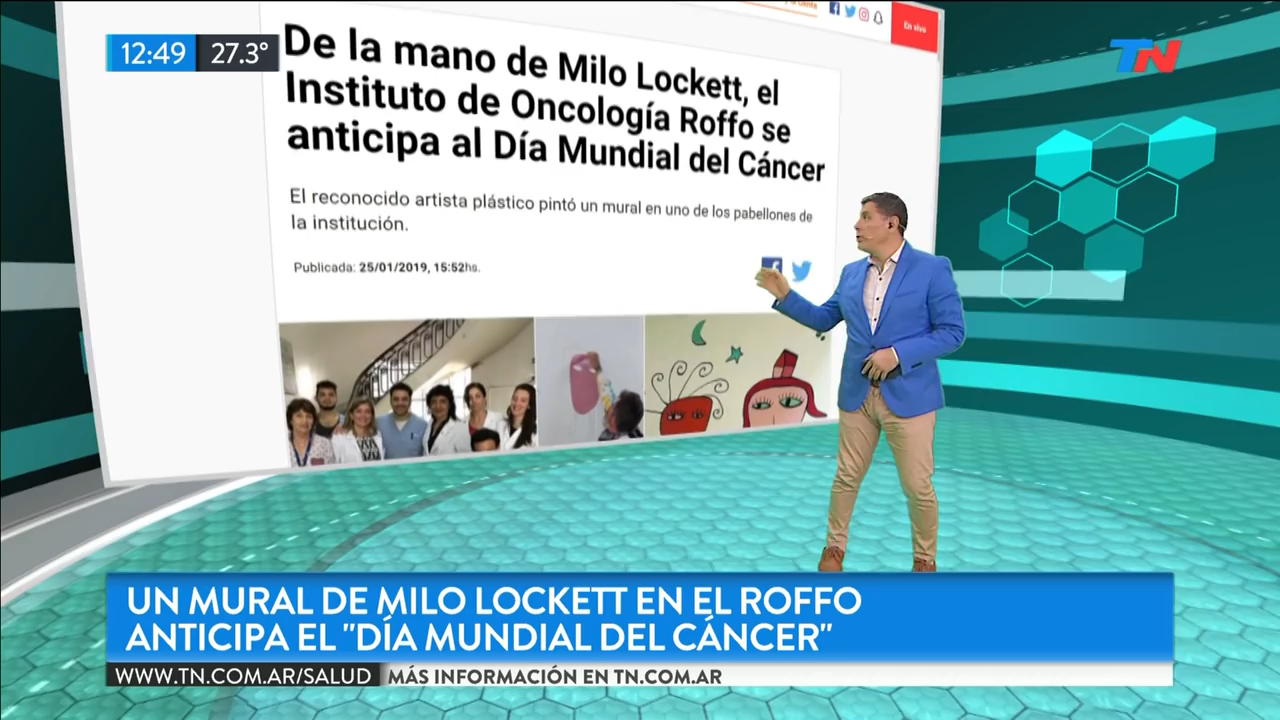 12:49 27.3°
TN
En vivo
De la mano de Milo Lockett, el
Instituto de Oncología Roffo se
anticipa al Día Mundial del Cáncer
El reconocido artista plástico pintó un mural en uno de los pabellones de
la institución.
Publicada: 25/01/2019, 15:52hs.
UN MURAL DE MILO LOCKETT EN EL ROFFO
ANTICIPA EL "DÍA MUNDIAL DEL CÁNCER"
WWW.TN.COM.AR/SALUD MÁS INFORMACIÓN EN TN.COM.AR